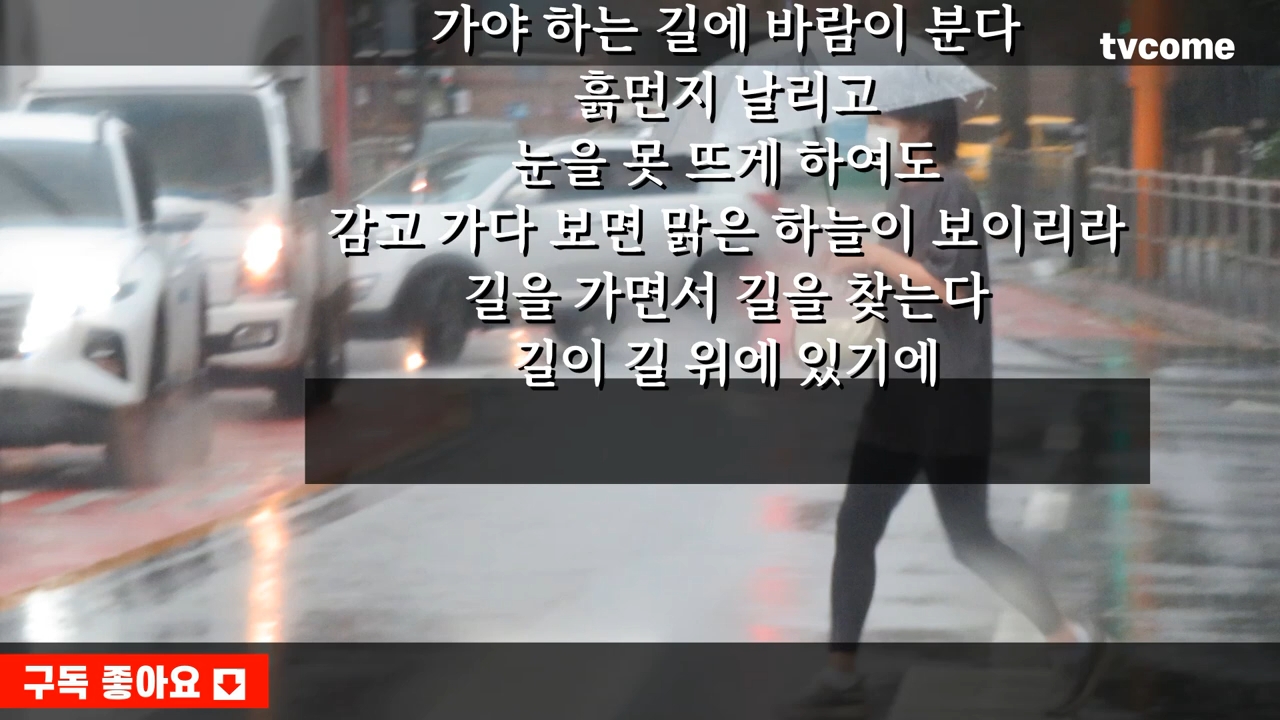 가야 하는 길에 바람이 분다
tvcome
흙먼지 날리고
눈을 못 뜨게 하여도
감고 가다 보면 맑은 하늘이 보이리라
길을 가면서 길을 찾는다
길이 길 위에 있기에
구독 좋아요